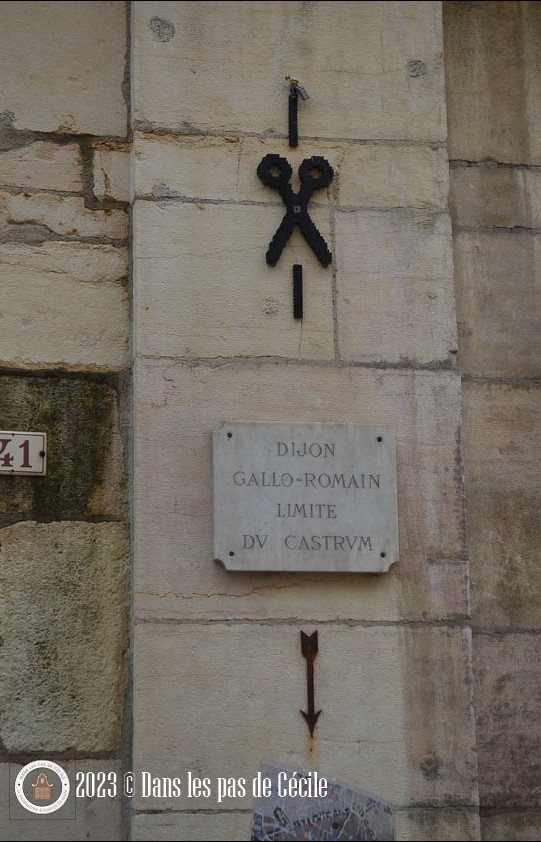 DIJON
GALLO-ROMAIN
LIMITE
DV CASTRVM
41
2023 © Dans les pas de Cécile